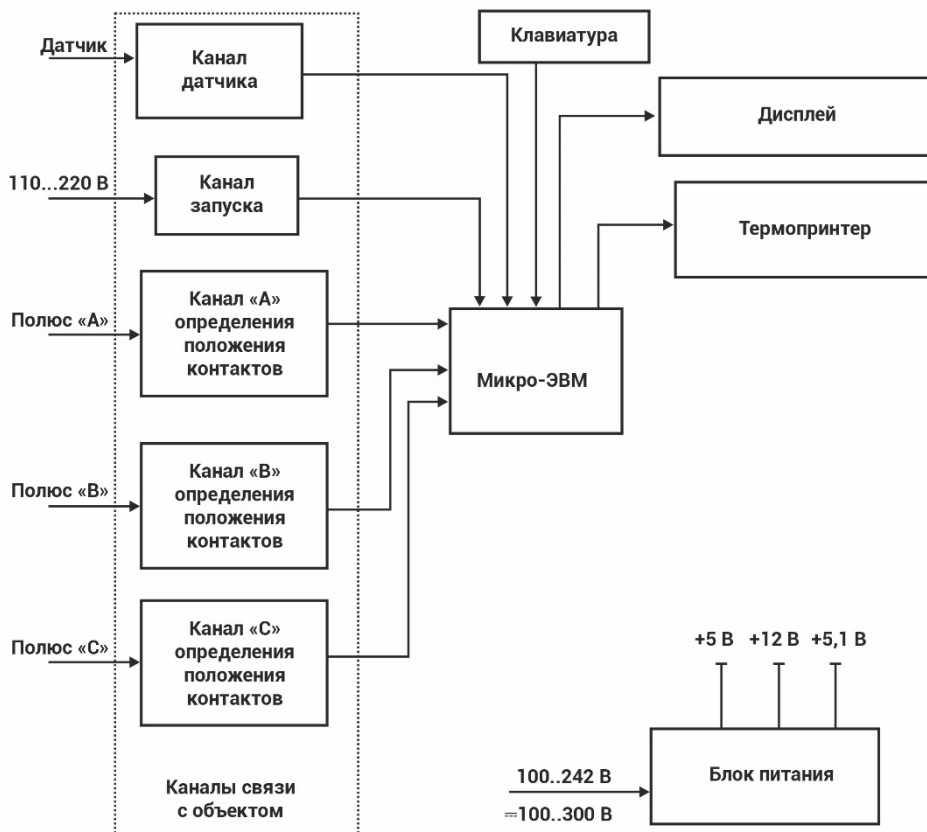 Датчик
Канал
датчика
Клавиатура
Дисплей
110...220 В
Канал
запуска
Термопринтер
Полюс «А»
Канал «А»
определения
положения
контактов
Микро-ЭВМ
Полюс «В»
Канал «В»
определения
положения
контактов
Полюс «С»
Канал «С»
определения
положения
контактов
+5 В
+12 В
+5,1 В
Каналы связи
с объектом
100..242 В
⎓100..300 В
Блок питания